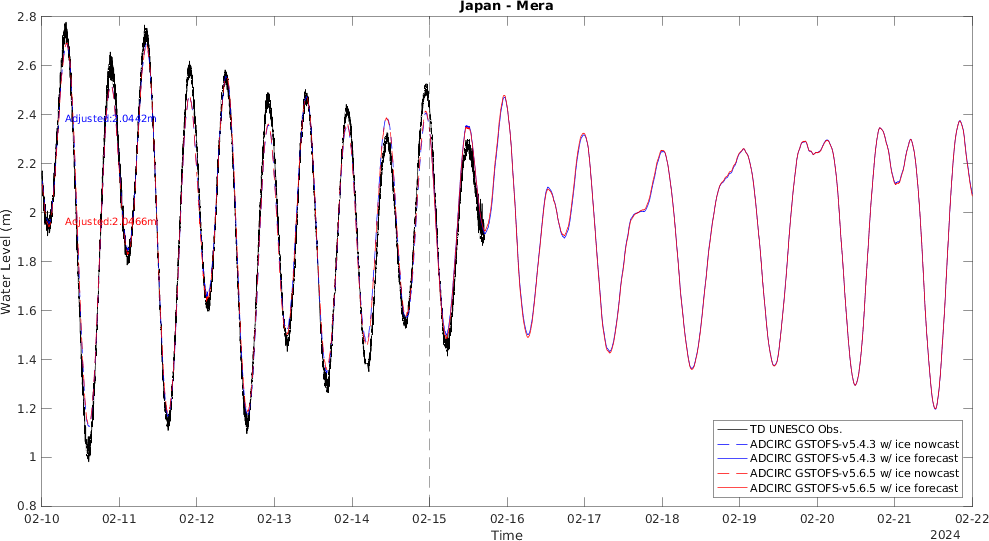 Japan - Mera
2.8
2.6
2.4
2.2
2
1.8
1.6
1.4
1.2
1
0.8
Water Level (m)
Adjusted:2.0442m
Adjusted:2.0466m
TD UNESCO Obs.
ADCIRC GSTOFS-v5.4.3 w/ ice nowcast
ADCIRC GSTOFS-v5.4.3 w/ ice forecast
ADCIRC GSTOFS-v5.6.5 w/ ice nowcast
ADCIRC GSTOFS-v5.6.5 w/ ice forecast
02-10 02-11 02-12 02-13 02-14 02-15 02-16 02-17 02-18 02-19 02-20 02-21 02-22
Time
2024